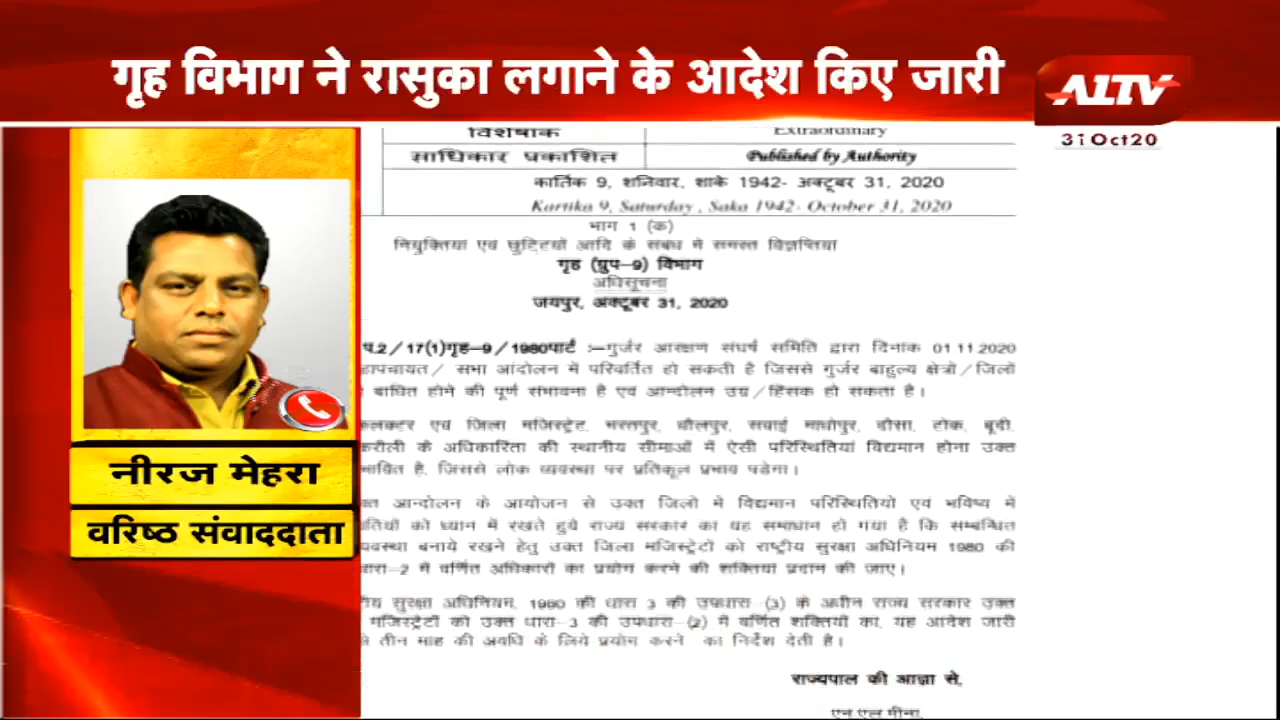 गृह विभाग ने रासुका लगाने के आदेश किए जारी
ALTV
31Oct20
विशेषांक Extraordinary
साधिकार प्रकाशित Published by Authority
कार्तिक 9, शनिवार, शाके 1942- अक्टूबर 31, 2020
Kartika 9, Saturday , Saka 1942- October 31, 2020
भाग 1 (क)
नियुक्तियां एवं छुट्टियों आदि के संबंध में समस्त विज्ञप्तियां
गृह (ग्रुप-9) विभाग
अधिसूचना
जयपुर, अक्टूबर 31, 2020
प.2/17(1)गृह-9/1980पार्ट :-गुर्जर आरक्षण संघर्ष समिति द्वारा दिनांक 01.11.2020
हापंचायत/ सभा आंदोलन में परिवर्तित हो सकती है जिससे गुर्जर बाहुल्य क्षेत्रों/जिलों
बाधित होने की पूर्ण संभावना है एवं आन्दोलन उग्र/हिंसक हो सकता है।
कलक्टर एवं जिला मजिस्ट्रेट, भरतपुर, धौलपुर, सवाई माधोपुर, दौसा, टोंक, बूंदी,
करौली के अधिकारिता की स्थानीय सीमाओं में ऐसी परिस्थितियां विद्यमान होना उक्त
भावित है, जिससे लोक व्यवस्था पर प्रतिकूल प्रभाव पडेगा।
क्त आन्दोलन के आयोजन से उक्त जिलों में विद्यमान परिस्थितियों एवं भविष्य में
तियों को ध्यान में रखते हुये राज्य सरकार का यह समाधान हो गया है कि सम्बन्धित
यवस्था बनाये रखने हेतु उक्त जिला मजिस्ट्रेटों को राष्ट्रीय सुरक्षा अधिनियम 1980 की
धारा-2 में वर्णित अधिकारों का प्रयोग करने की शक्तियां प्रदान की जाए।
ीय सुरक्षा अधिनियम, 1980 की धारा 3 की उपधारा-(3) के अधीन राज्य सरकार उक्त
मजिस्ट्रेटों को उक्त धारा-3 की उपधारा-(2) में वर्णित शक्तियों का, यह आदेश जारी
से तीन माह की अवधि के लिये प्रयोग करने का निर्देश देती है।
राज्यपाल की आज्ञा से,
एन.एल.मीना,
नीरज मेहरा
वरिष्ठ संवाददाता